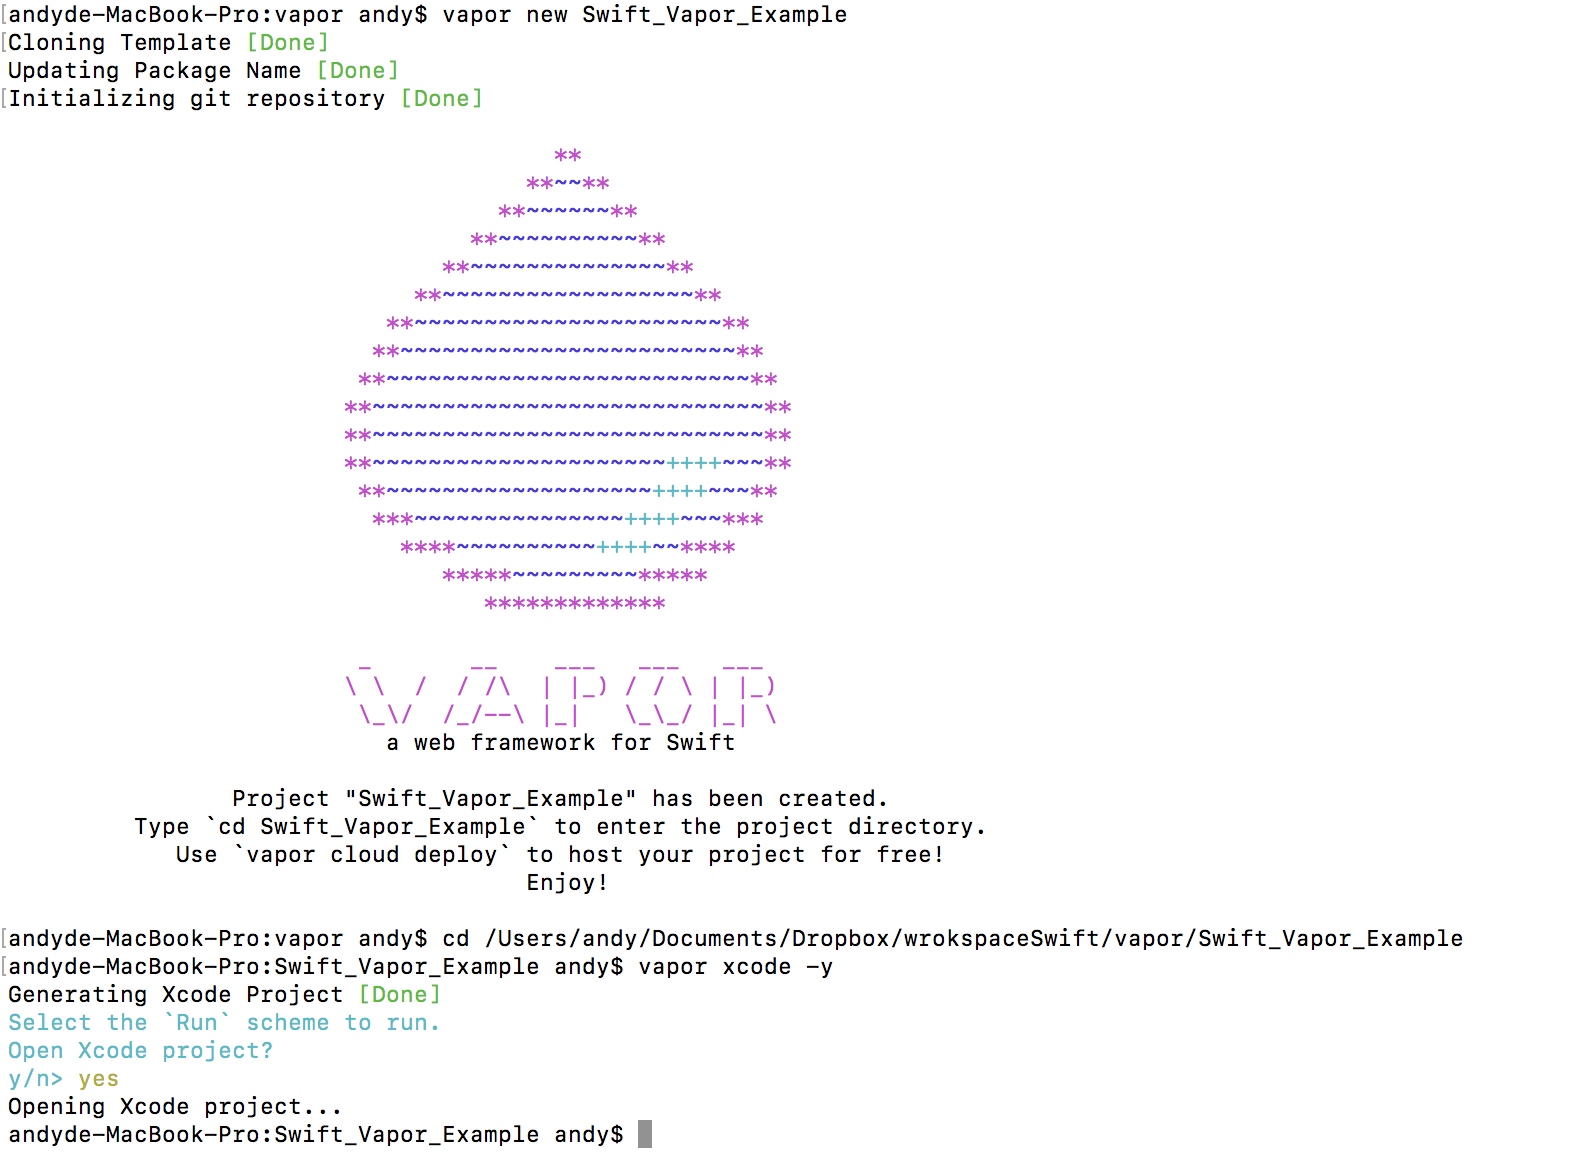 [andyde-MacBook-Pro:vapor andy$ vapor new Swift_Vapor_Example
[Cloning Template [Done]
Updating Package Name [Done]
[Initializing git repository [Done]
**
**~~**
**~~~~~~**
**~~~~~~~~~~**
**~~~~~~~~~~~~~~**
**~~~~~~~~~~~~~~~~~~**
**~~~~~~~~~~~~~~~~~~~~~~**
**~~~~~~~~~~~~~~~~~~~~~~~~**
**~~~~~~~~~~~~~~~~~~~~~~~~~~**
**~~~~~~~~~~~~~~~~~~~~~~~~~~~~**
**~~~~~~~~~~~~~~~~~~~~~~~~~~~~**
**~~~~~~~~~~~~~~~~~~~~~++++~~~**
**~~~~~~~~~~~~~~~~~~~++++~~~**
***~~~~~~~~~~~~~~~++++~~~***
****~~~~~~~~~~++++~~****
*****~~~~~~~~~*****
*************
 _       __    ___   ___   ___
\ \  /  / /\  | |_) / / \ | |_)
 \_\/  /_/--\ |_|   \_\_/ |_| \
a web framework for Swift
Project "Swift_Vapor_Example" has been created.
Type `cd Swift_Vapor_Example` to enter the project directory.
Use `vapor cloud deploy` to host your project for free!
Enjoy!
[andyde-MacBook-Pro:vapor andy$ cd /Users/andy/Documents/Dropbox/wrokspaceSwift/vapor/Swift_Vapor_Example
[andyde-MacBook-Pro:Swift_Vapor_Example andy$ vapor xcode -y
Generating Xcode Project [Done]
Select the `Run` scheme to run.
Open Xcode project?
y/n> yes
Opening Xcode project...
andyde-MacBook-Pro:Swift_Vapor_Example andy$